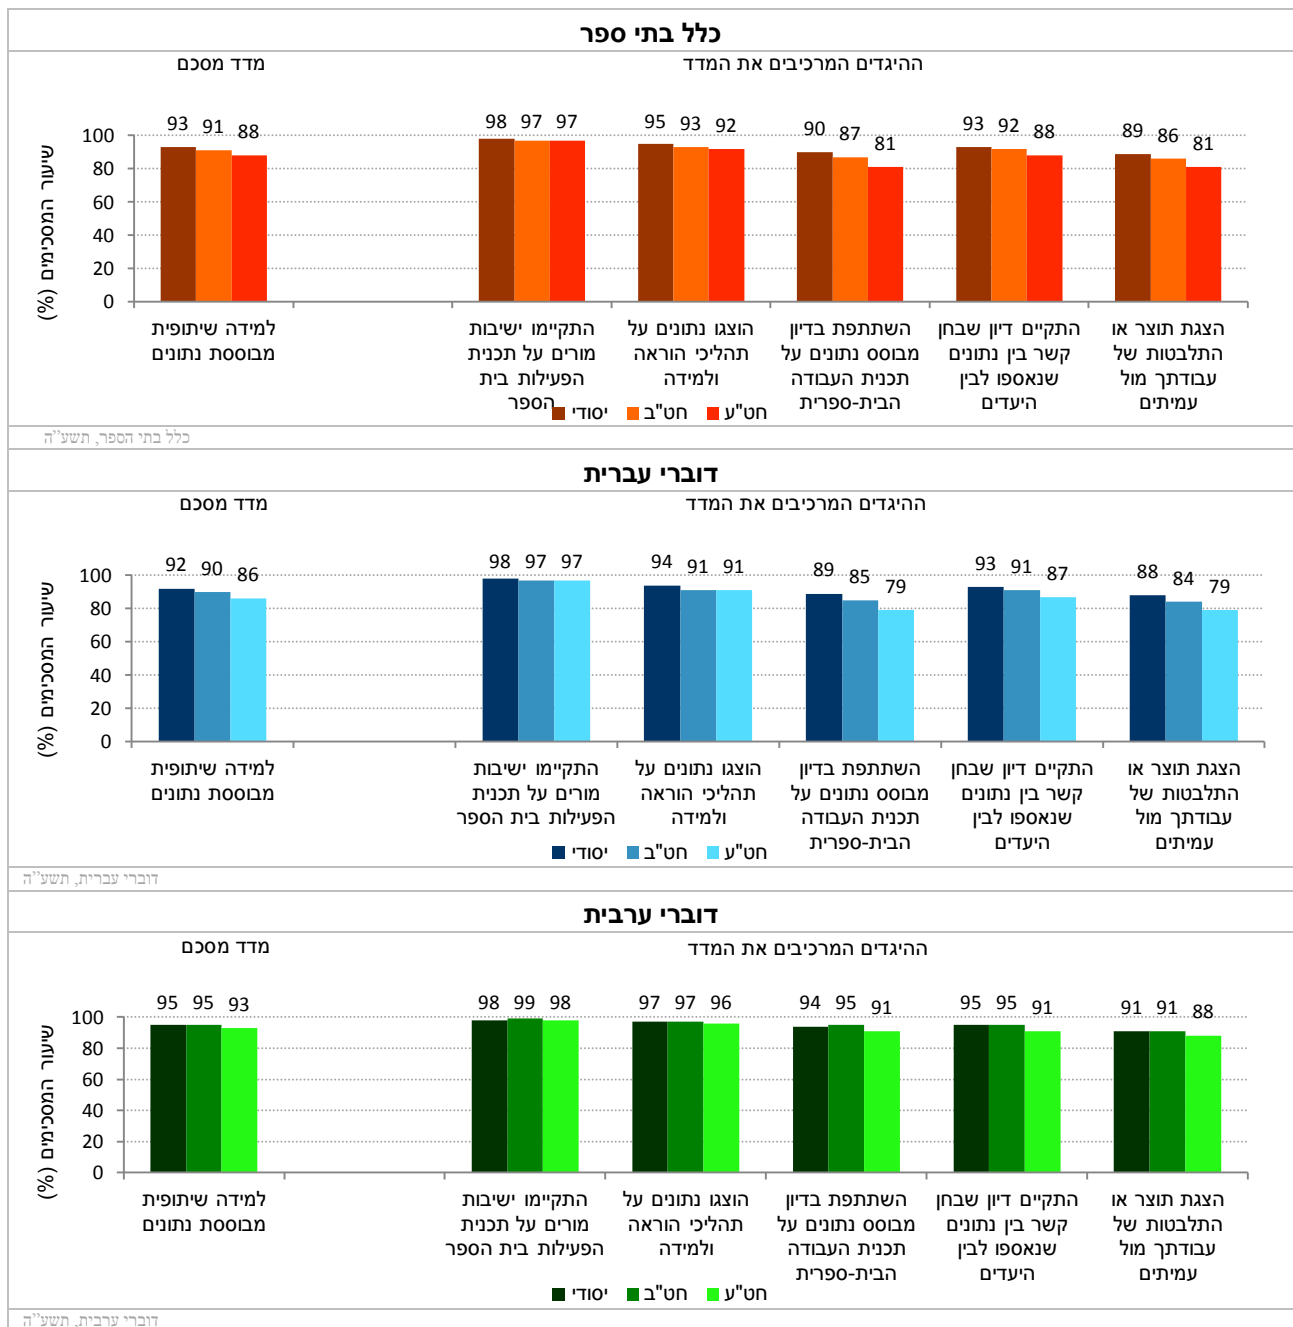 כלל בתי ספר
ההיגדים המרכיבים את המדד
מדד מסכם
שיעור המסכימים (%)
100
80
60
40
20
0
93 91 88
98 97 97
95 93 92
90 87 81
93 92 88
89 86 81
למידה שיתופית
מבוססת נתונים
התקיימו ישיבות
מורים על תכנית
הפעילות בית
הספר
הוצגו נתונים על
תהליכי הוראה
ולמידה
השתתפת בדיון
מבוסס נתונים על
תכנית העבודה
הבית-ספרית
התקיים דיון שבחן
קשר בין נתונים
שנאספו לבין
היעדים
הצגת תוצר או
התלבטות של
עבודתך מול
עמיתים
יסודי חט"ב חט"ע
כלל בתי הספר, תשע''ה
דוברי עברית
ההיגדים המרכיבים את המדד
מדד מסכם
שיעור המסכימים (%)
100
80
60
40
20
0
92 90 86
98 97 97
94 91 91
89 85 79
93 91 87
88 84 79
למידה שיתופית
מבוססת נתונים
התקיימו ישיבות
מורים על תכנית
הפעילות בית הספר
הוצגו נתונים על
תהליכי הוראה
ולמידה
השתתפת בדיון
מבוסס נתונים על
תכנית העבודה
הבית-ספרית
התקיים דיון שבחן
קשר בין נתונים
שנאספו לבין
היעדים
הצגת תוצר או
התלבטות של
עבודתך מול
עמיתים
יסודי חט"ב חט"ע
דוברי עברית, תשע''ה
דוברי ערבית
ההיגדים המרכיבים את המדד
מדד מסכם
שיעור המסכימים (%)
100
80
60
40
20
0
95 95 93
98 99 98
97 97 96
94 95 91
95 95 91
91 91 88
למידה שיתופית
מבוססת נתונים
התקיימו ישיבות
מורים על תכנית
הפעילות בית הספר
הוצגו נתונים על
תהליכי הוראה
ולמידה
השתתפת בדיון
מבוסס נתונים על
תכנית העבודה
הבית-ספרית
התקיים דיון שבחן
קשר בין נתונים
שנאספו לבין
היעדים
הצגת תוצר או
התלבטות של
עבודתך מול
עמיתים
יסודי חט"ב חט"ע
דוברי ערבית, תשע''ה